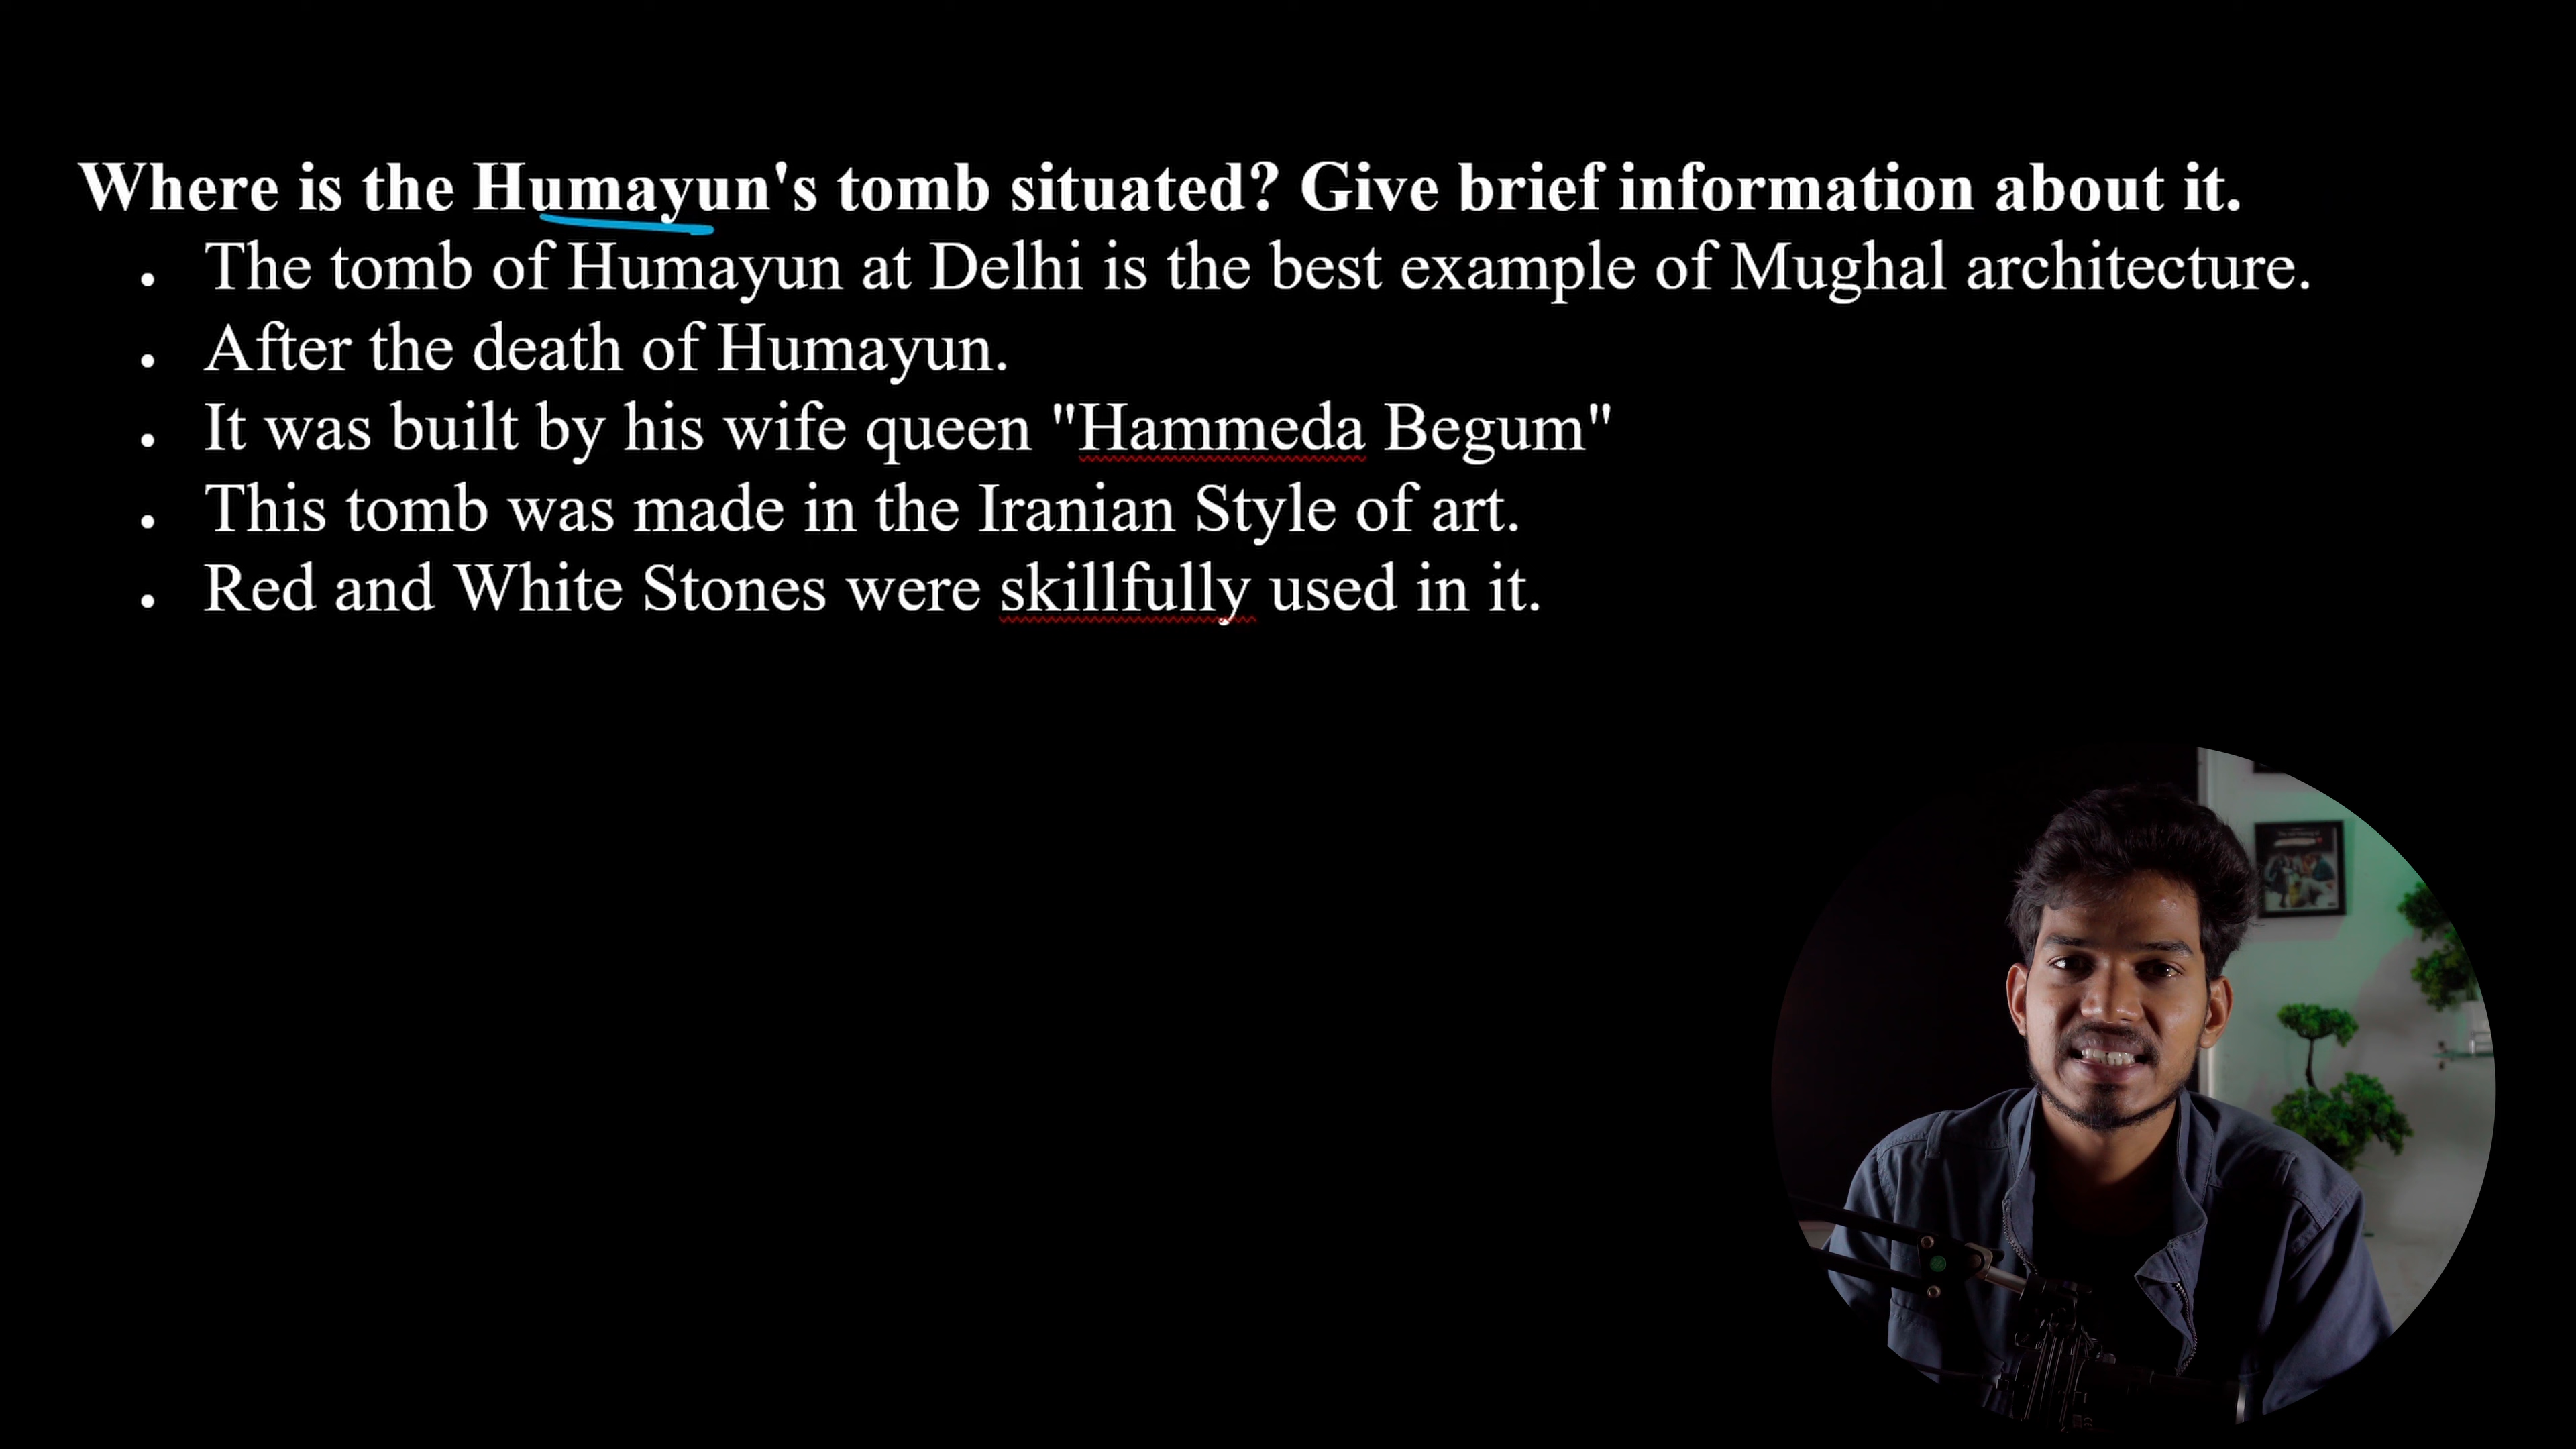 Where is the Humayun's tomb situated? Give brief information about it.
• The tomb of Humayun at Delhi is the best example of Mughal architecture.
• After the death of Humayun.
• It was built by his wife queen "Hammeda Begum"
• This tomb was made in the Iranian Style of art.
• Red and White Stones were skillfully used in it.